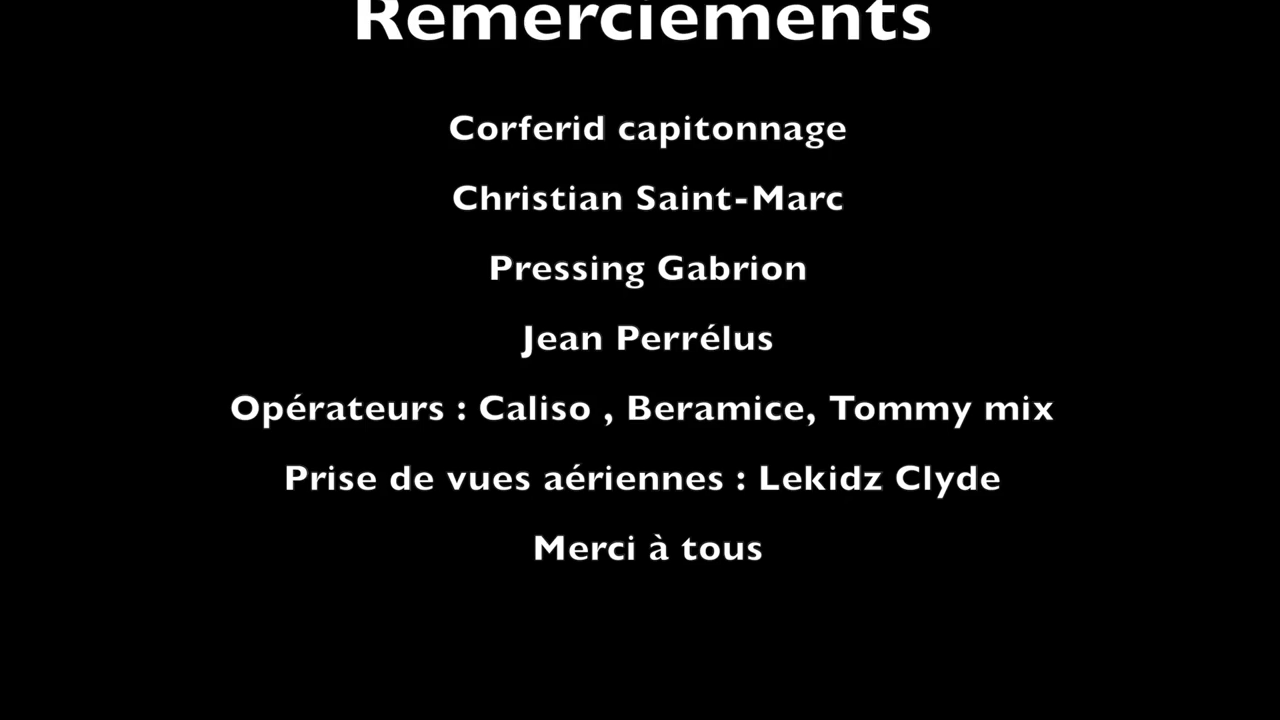 Remerciements
Corferid capitonnage
Christian Saint-Marc
Pressing Gabrion
Jean Perrélus
Opérateurs : Caliso , Beramice, Tommy mix
Prise de vues aériennes : Lekidz Clyde
Merci à tous